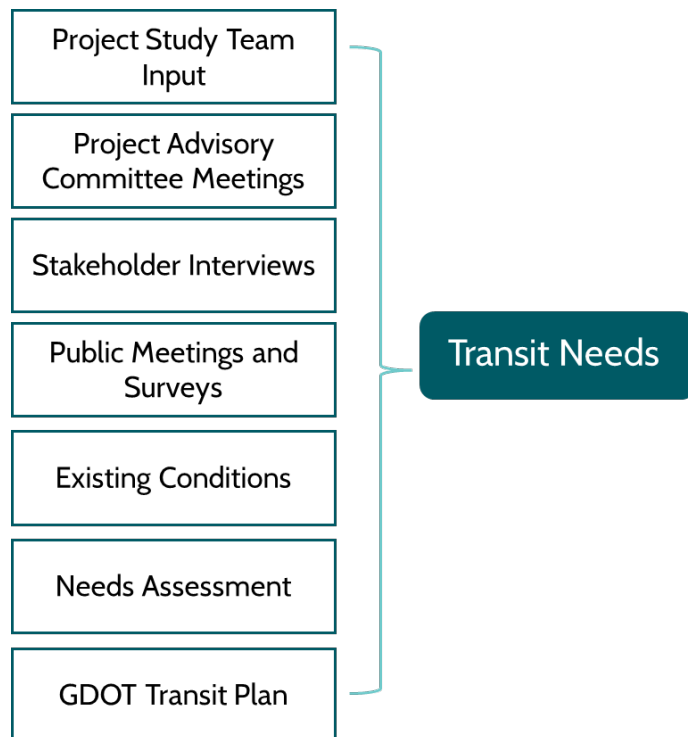 Project Study Team
Input
Project Advisory
Committee Meetings
Stakeholder Interviews
Public Meetings and
Surveys
Existing Conditions
Needs Assessment
GDOT Transit Plan
Transit Needs